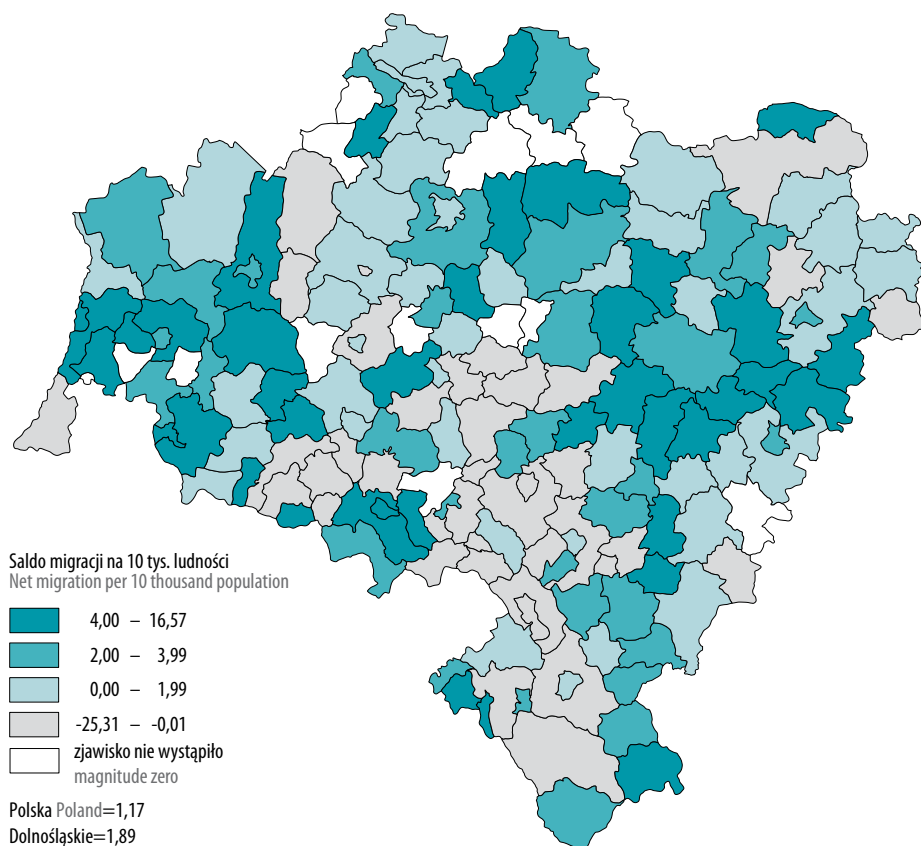 Saldo migracji na 10 tys. ludności
Net migration per 10 thousand population
4,00 – 16,57
2,00 – 3,99
0,00 – 1,99
-25,31 – -0,01
zjawisko nie wystąpiło
magnitude zero
Polska Poland=1,17
Dolnośląskie=1,89